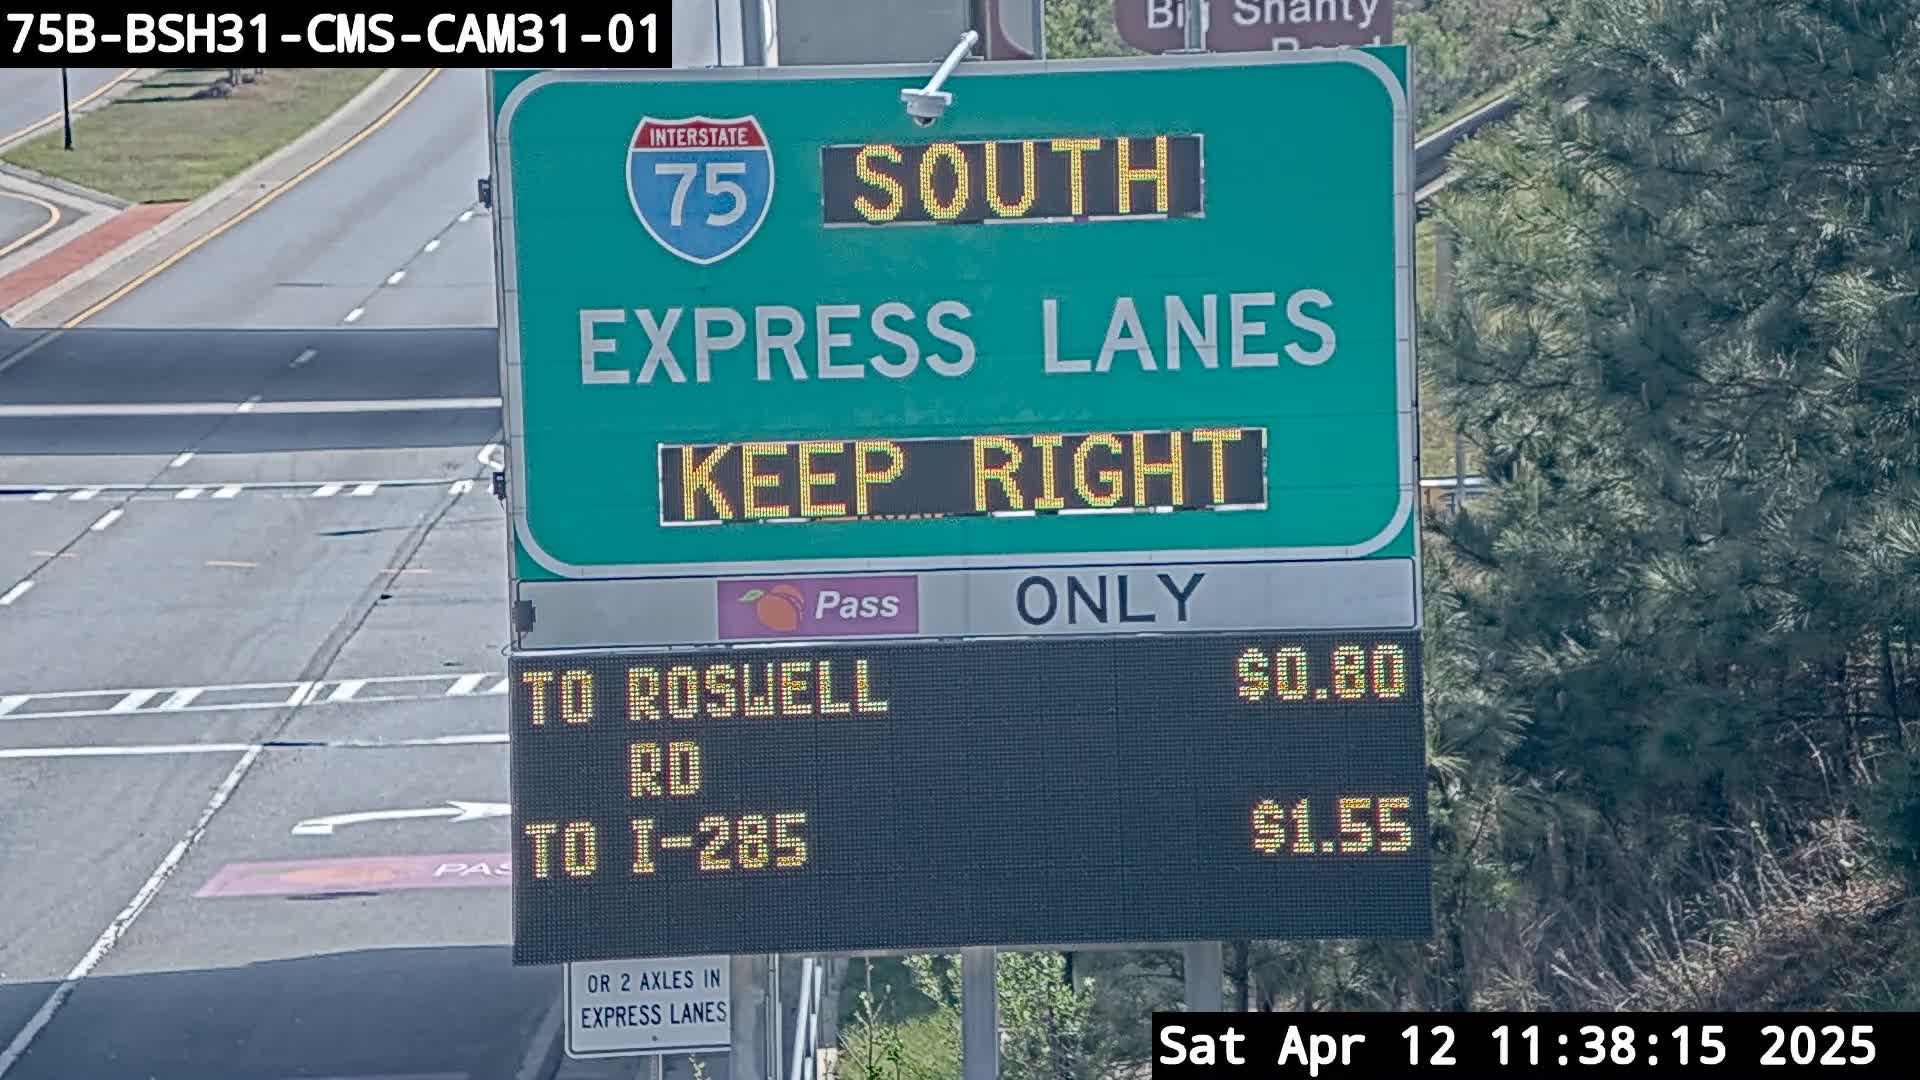 75B-BSH31-CMS-CAM31-01
Shanty
INTERSTATE
75
SOUTH
EXPRESS LANES
KEEP RIGHT
Pass
ONLY
TO ROSWELL $0.80
RD
TO I-285 $1.55
OR 2 AXLES IN
EXPRESS LANES
Sat Apr 12 11:38:15 2025